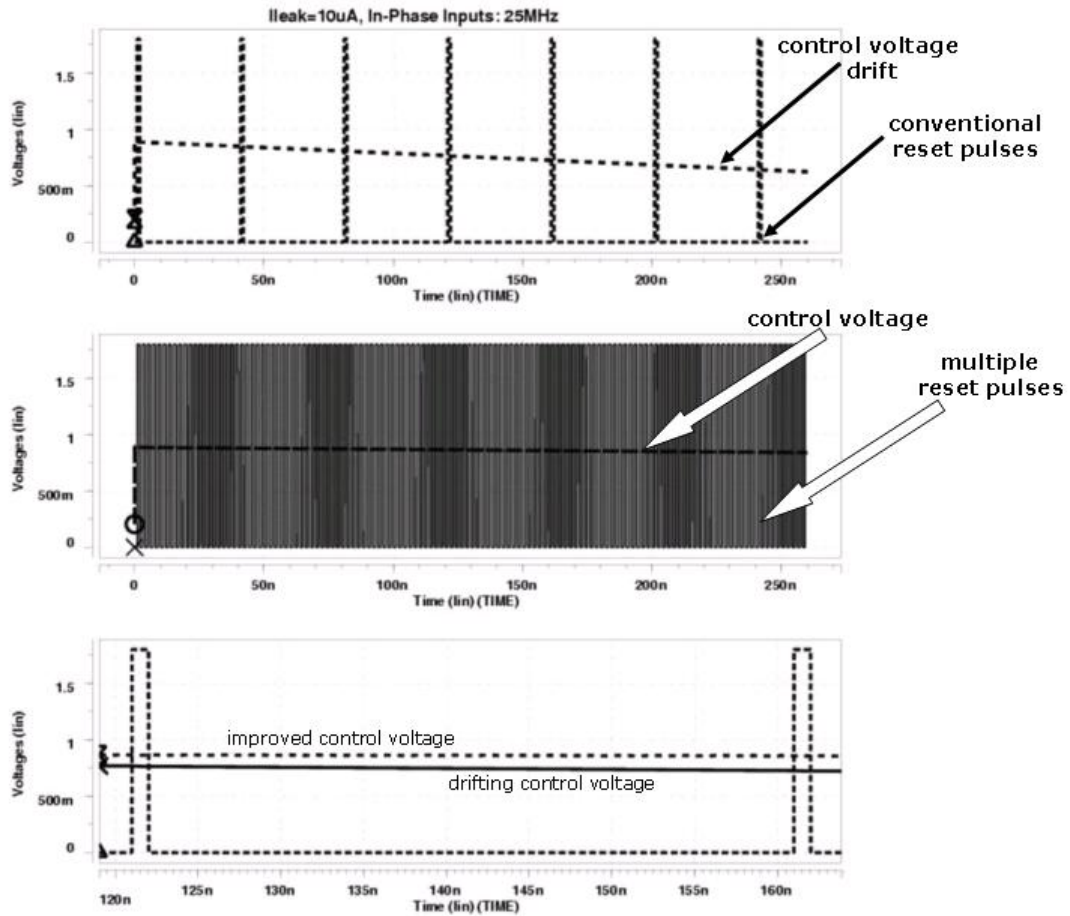 Ileak=10uA, In-Phase Inputs: 25MHz
control voltage
drift
conventional
reset pulses
Voltages (lin)
1.5
1
500m
0
0
50n
100n
150n
200n
250n
Time (lin) (TIME)
control voltage
multiple
reset pulses
Voltages (lin)
1.5
1
500m
0
0
50n
100n
150n
200n
250n
Time (lin) (TIME)
Voltages (lin)
1.5
1
500m
0
improved control voltage
drifting control voltage
120n
125n
130n
135n
140n
145n
150n
155n
160n
Time (lin) (TIME)